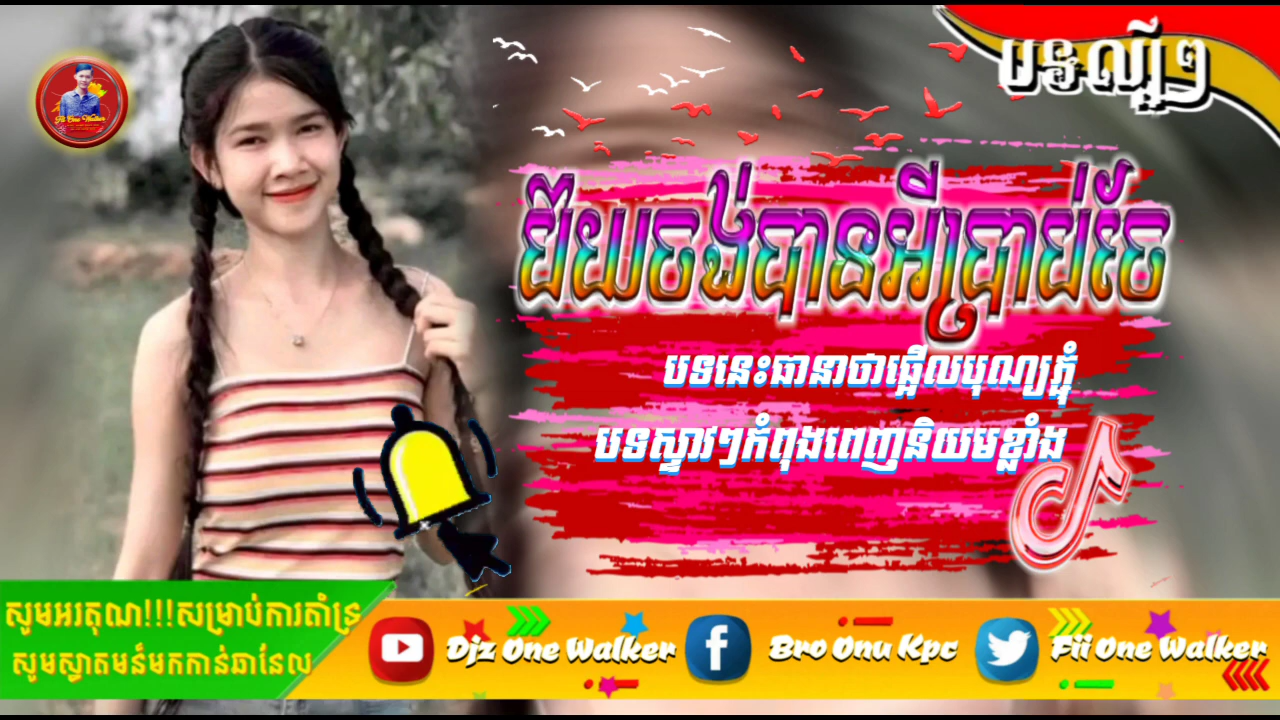 បទល្បីៗ
ប៊យចង់បានអីប្រាប់ចែ
បទនេះធានាថាផ្អើលបុណ្យភ្ជុំ
បទស្ទាវៗកំពុងពេញនិយមខ្លាំង
សូមអរគុណ!!!សម្រាប់ការគាំទ្រ
សូមស្វាគមន៍មកកាន់ឆានែល
Djz One Walker
Bro Onu Kpc
Fii One Walker